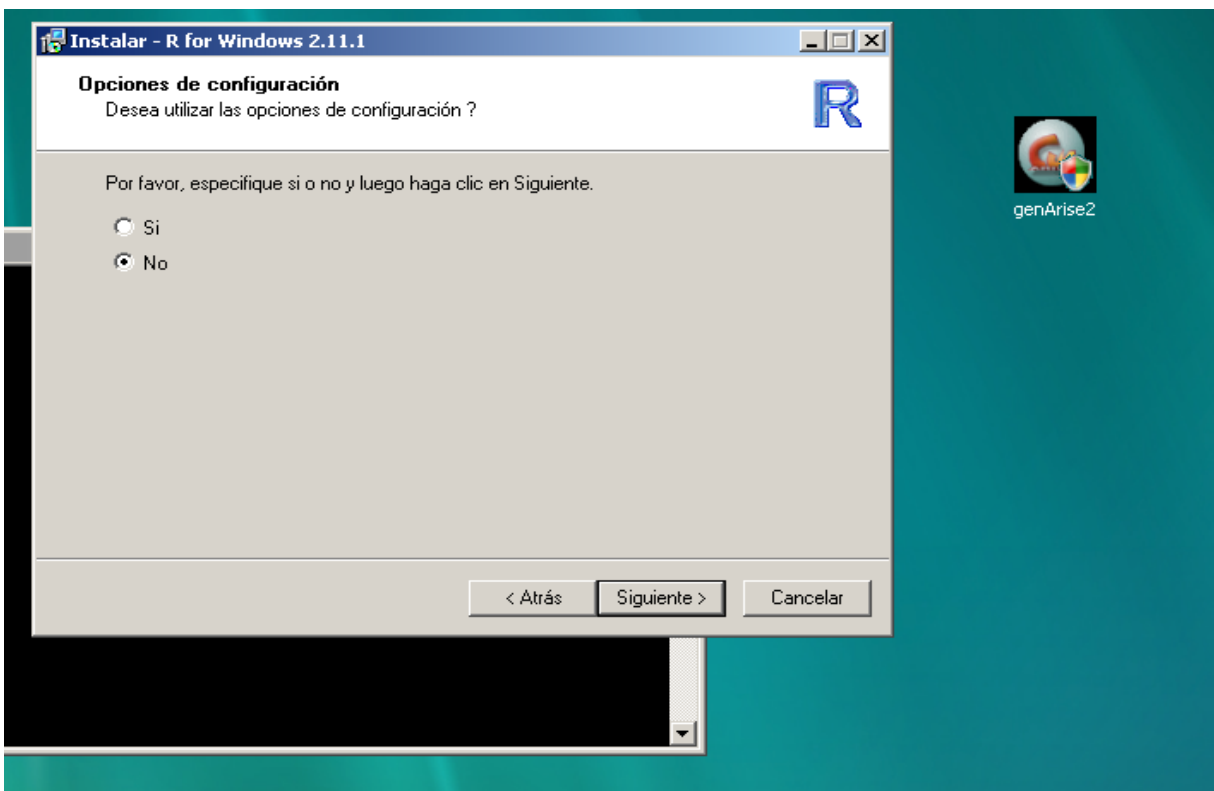 Instalar - R for Windows 2.11.1
Opciones de configuración
Desea utilizar las opciones de configuración ?
R
Por favor, especifique si o no y luego haga clic en Siguiente.
Si
No
< Atrás
Siguiente >
Cancelar
genArise2